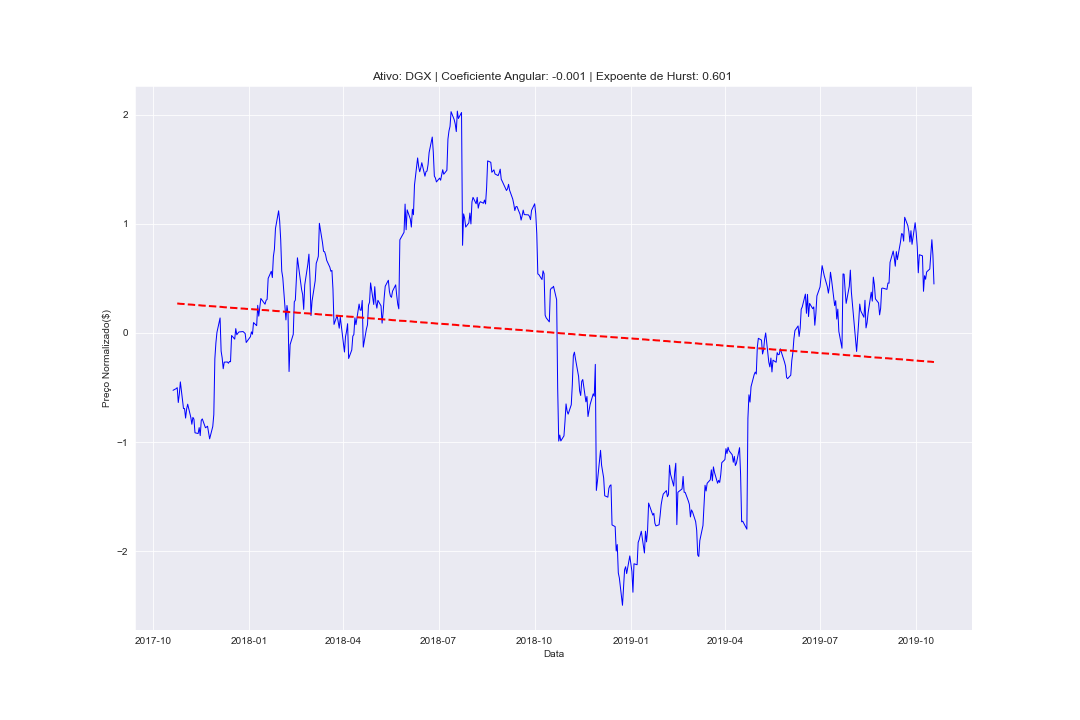 Ativo: DGX | Coeficiente Angular: -0.001 | Expoente de Hurst: 0.601
2
1
0
−1
−2
Preço Normalizado($)
2017-10 2018-01 2018-04 2018-07 2018-10 2019-01 2019-04 2019-07 2019-10
Data